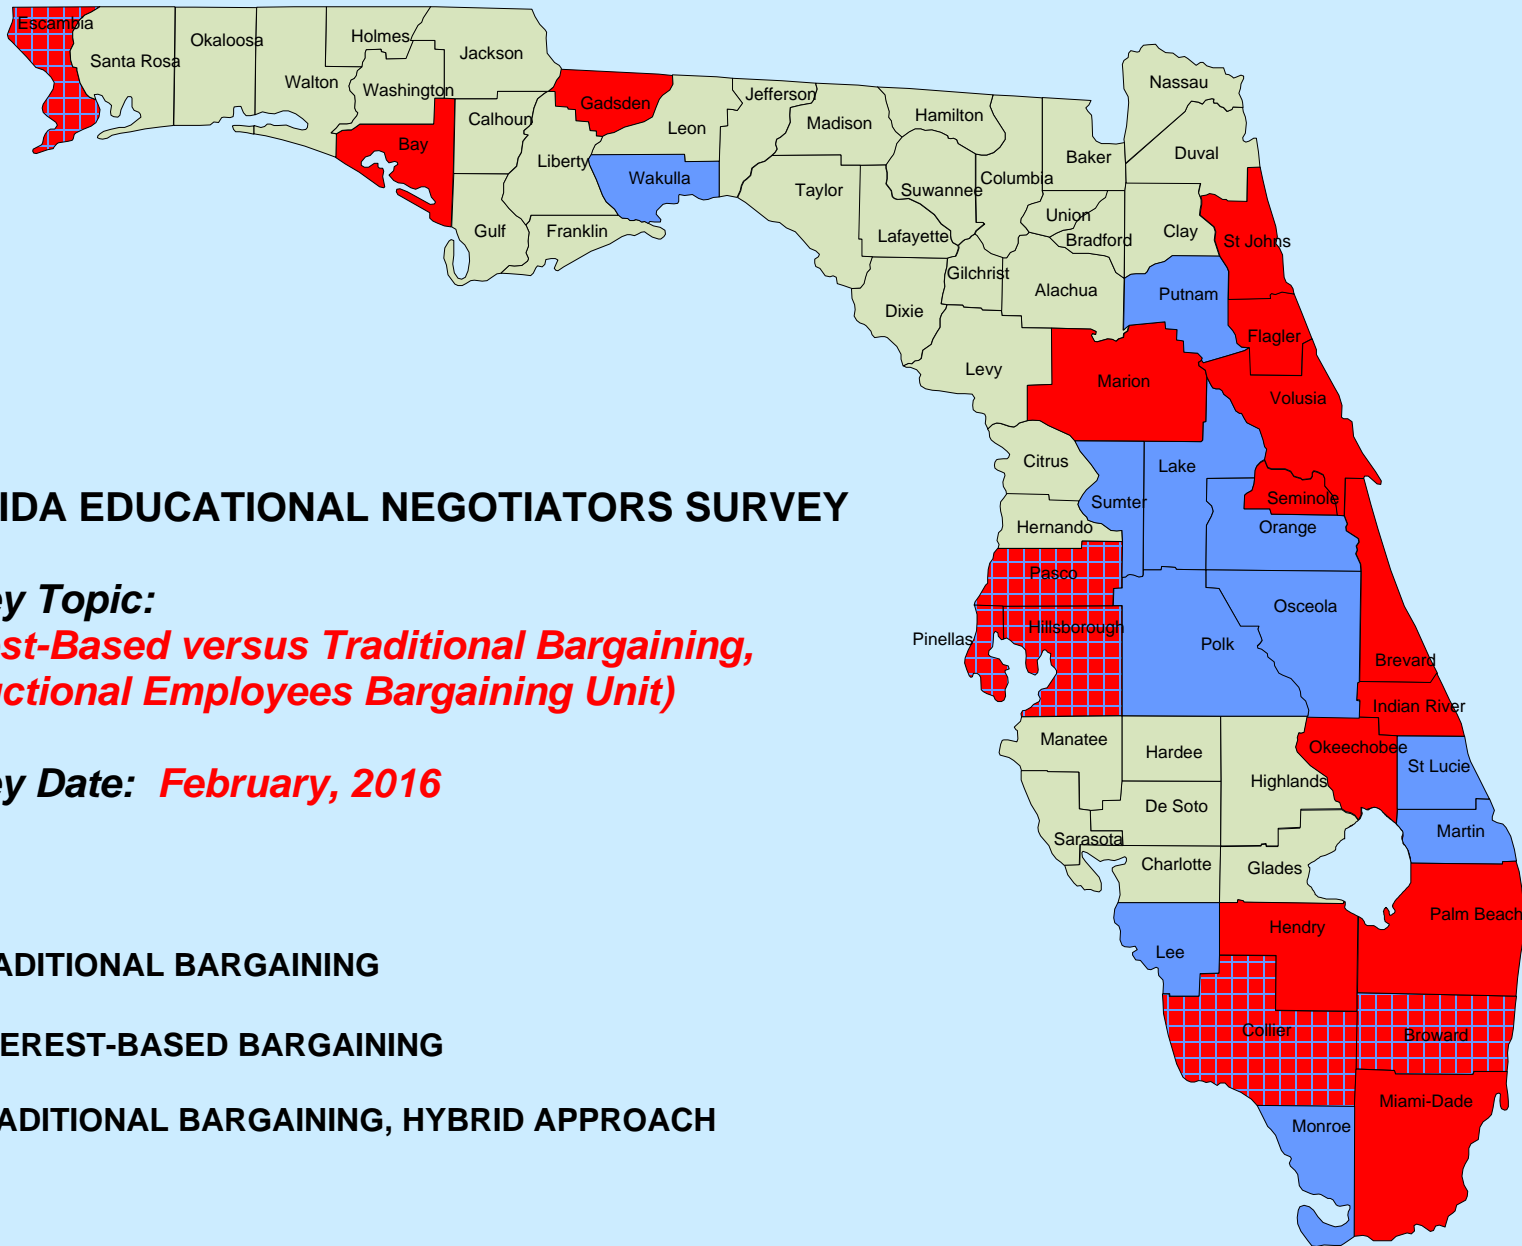 Escambia
Santa Rosa
Okaloosa
Walton
Holmes
Washington
Jackson
Bay
Calhoun
Gulf
Gadsden
Liberty
Franklin
Leon
Wakulla
Jefferson
Madison
Taylor
Hamilton
Suwannee
Lafayette
Columbia
Baker
Union
Bradford
Nassau
Duval
Clay
St Johns
Gilchrist
Dixie
Alachua
Putnam
Flagler
Levy
Marion
Volusia
Citrus
Sumter
Lake
Seminole
Orange
Hernando
Pasco
Pinellas
Hillsborough
Polk
Osceola
Brevard
Indian River
Manatee
Hardee
Highlands
Okeechobee
St Lucie
De Soto
Martin
Sarasota
Charlotte
Glades
Lee
Hendry
Palm Beach
Collier
Broward
Miami-Dade
Monroe
IDA EDUCATIONAL NEGOTIATORS SURVEY
ey Topic:
st-Based versus Traditional Bargaining,
uctional Employees Bargaining Unit)
ey Date: February, 2016
ADITIONAL BARGAINING
EREST-BASED BARGAINING
ADITIONAL BARGAINING, HYBRID APPROACH